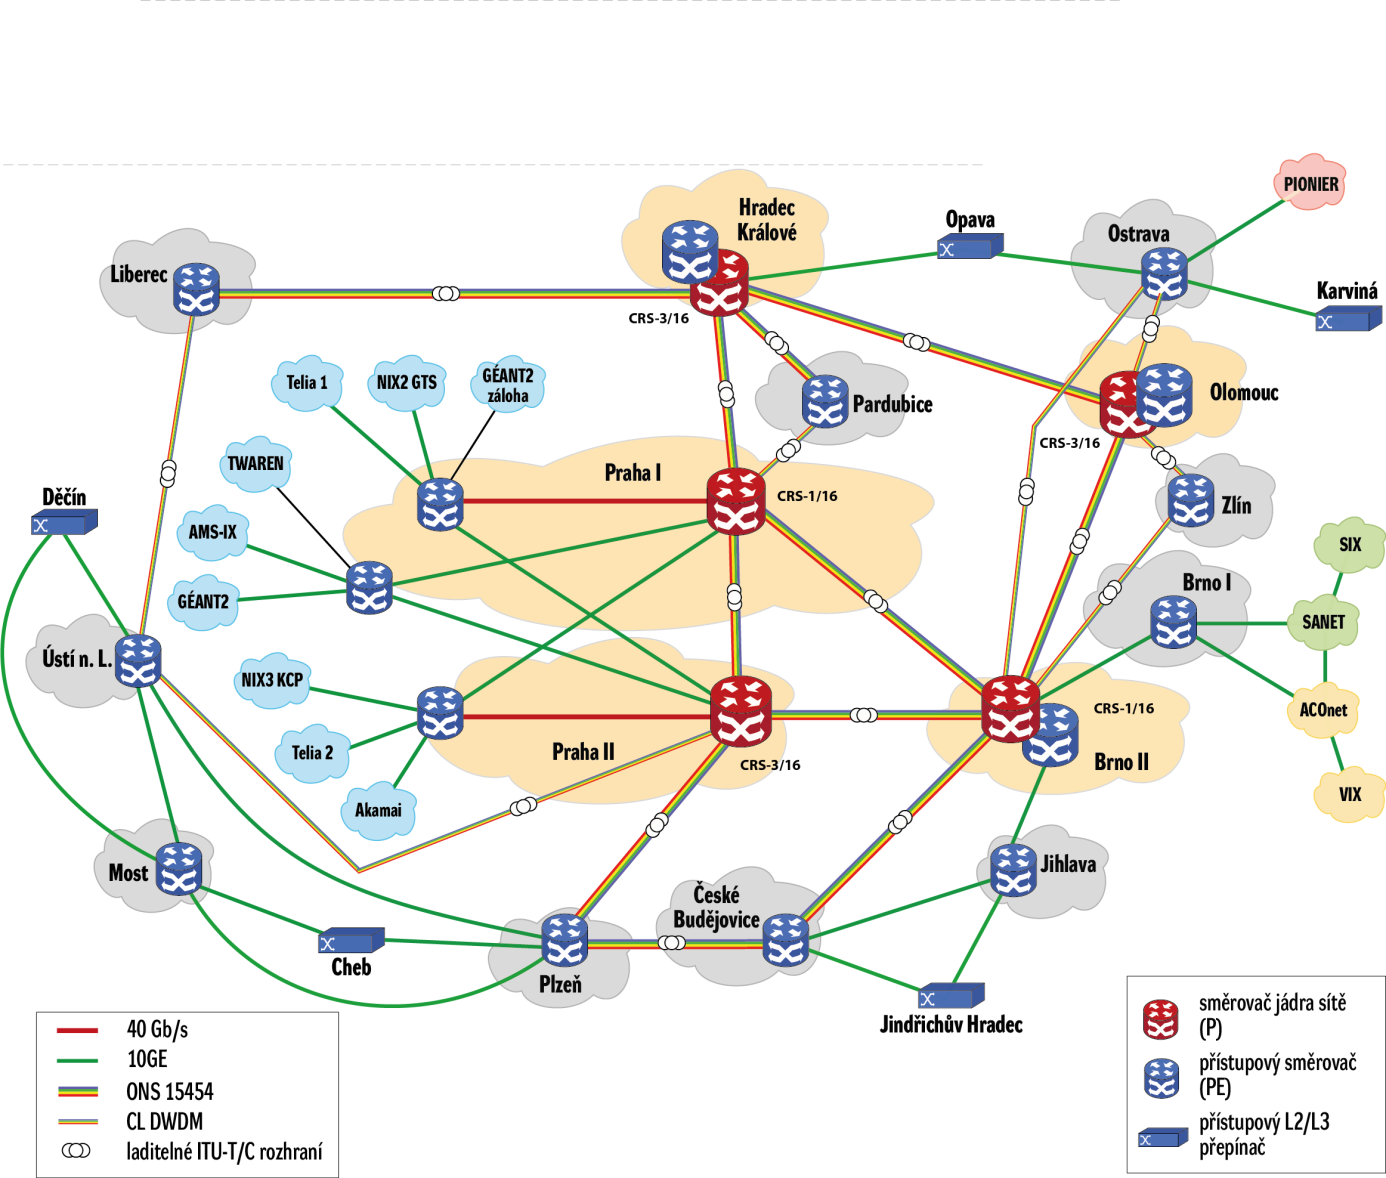 PIONIER
Hradec
Králové
Opava
Ostrava
Liberec
Karviná
CRS-3/16
Telia 1
NIX2 GTS
GÉANT2
záloha
Pardubice
Olomouc
CRS-3/16
TWAREN
Praha I
CRS-1/16
Děčín
Zlín
AMS-IX
SIX
GÉANT2
Brno I
SANET
Ústí n. L.
NIX3 KCP
CRS-1/16
ACOnet
Telia 2
Praha II
CRS-3/16
Brno II
VIX
Akamai
Most
Jihlava
České
Budějovice
Cheb
Plzeň
Jindřichův Hradec
40 Gb/s
10GE
ONS 15454
CL DWDM
laditelné ITU-T/C rozhraní
směrovač jádra sítě
(P)
přístupový směrovač
(PE)
přístupový L2/L3
přepínač